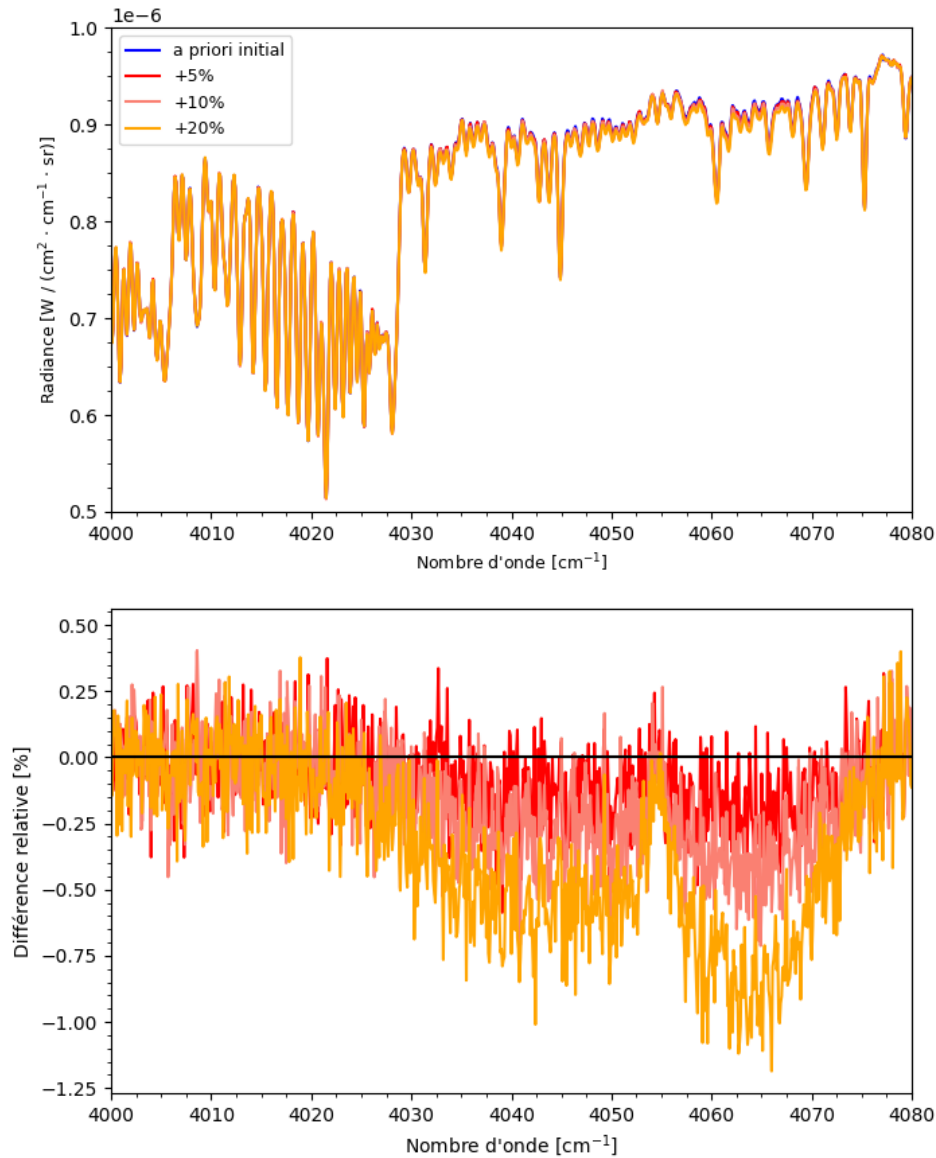 1e−6
1.0
a priori initial
+5%
+10%
+20%
0.9
0.8
0.7
0.6
0.5
Radiance [W / (cm² · cm⁻¹ · sr)]
4000 4010 4020 4030 4040 4050 4060 4070 4080
Nombre d'onde [cm⁻¹]
0.50
0.25
0.00
−0.25
−0.50
−0.75
−1.00
−1.25
Différence relative [%]
4000 4010 4020 4030 4040 4050 4060 4070 4080
Nombre d'onde [cm⁻¹]